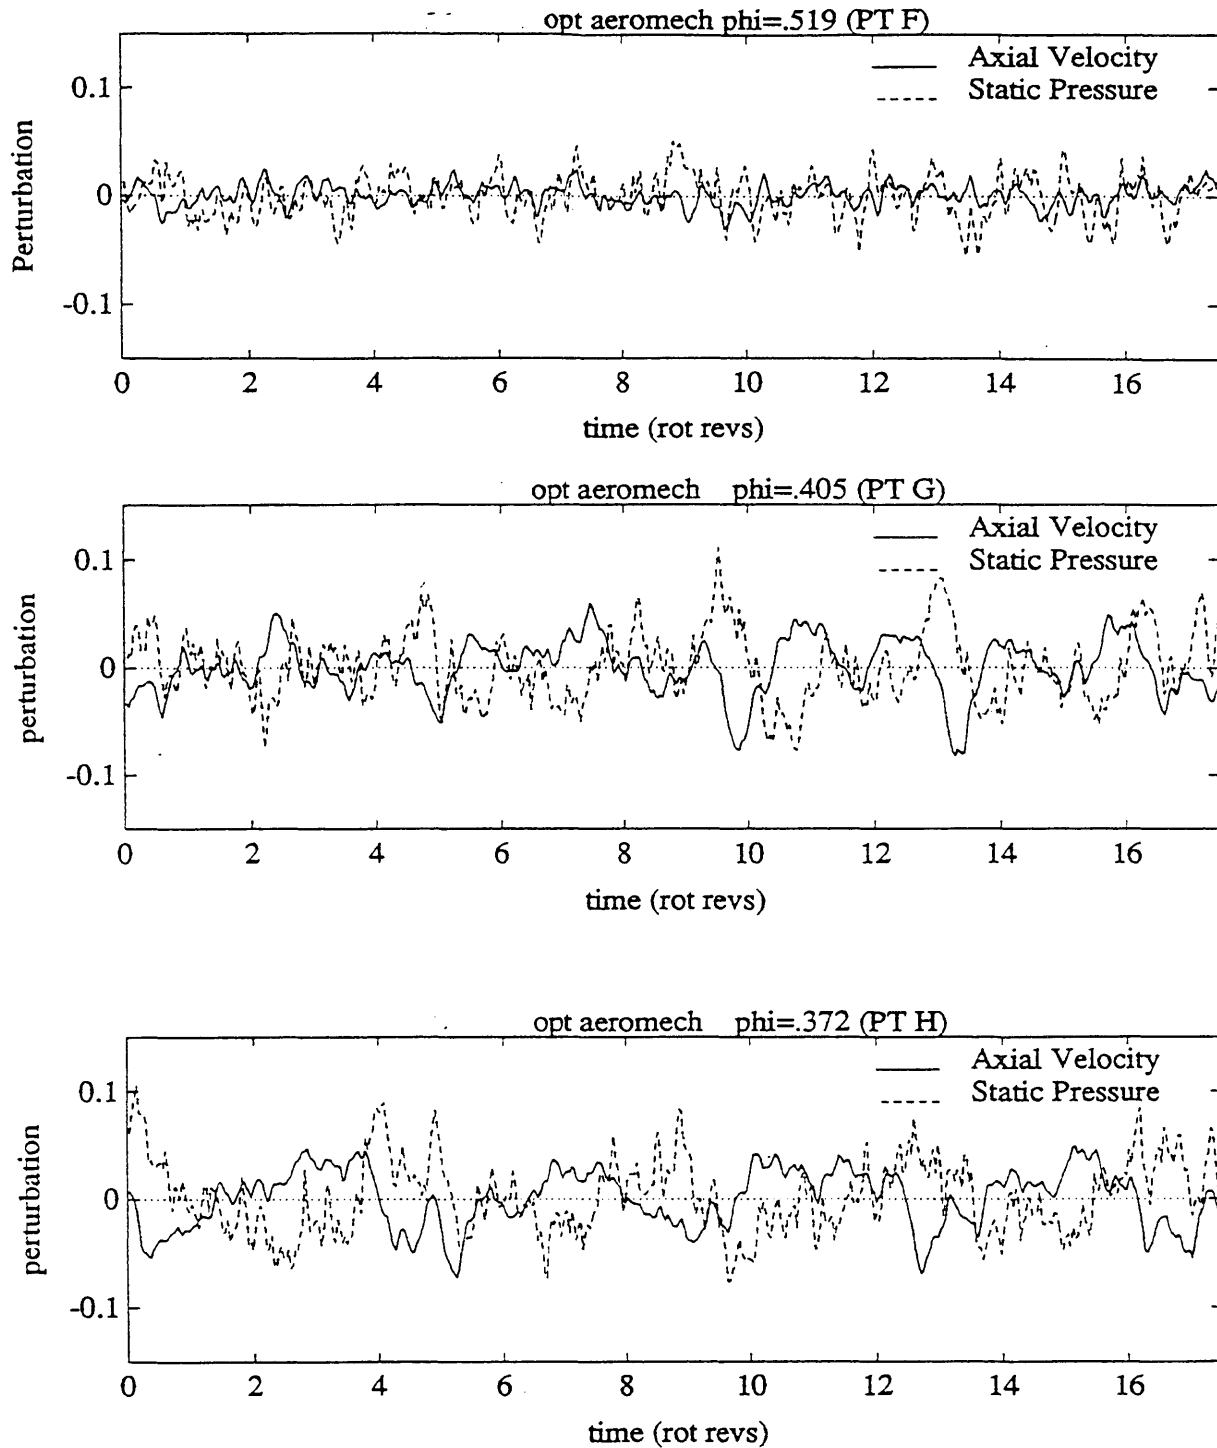 opt aeromech phi=.519 (PT F)
Axial Velocity
Static Pressure
Perturbation
0.1
0
-0.1
0 2 4 6 8 10 12 14 16
time (rot revs)
opt aeromech phi=.405 (PT G)
Axial Velocity
Static Pressure
perturbation
0.1
0
-0.1
0 2 4 6 8 10 12 14 16
time (rot revs)
opt aeromech phi=.372 (PT H)
Axial Velocity
Static Pressure
perturbation
0.1
0
-0.1
0 2 4 6 8 10 12 14 16
time (rot revs)